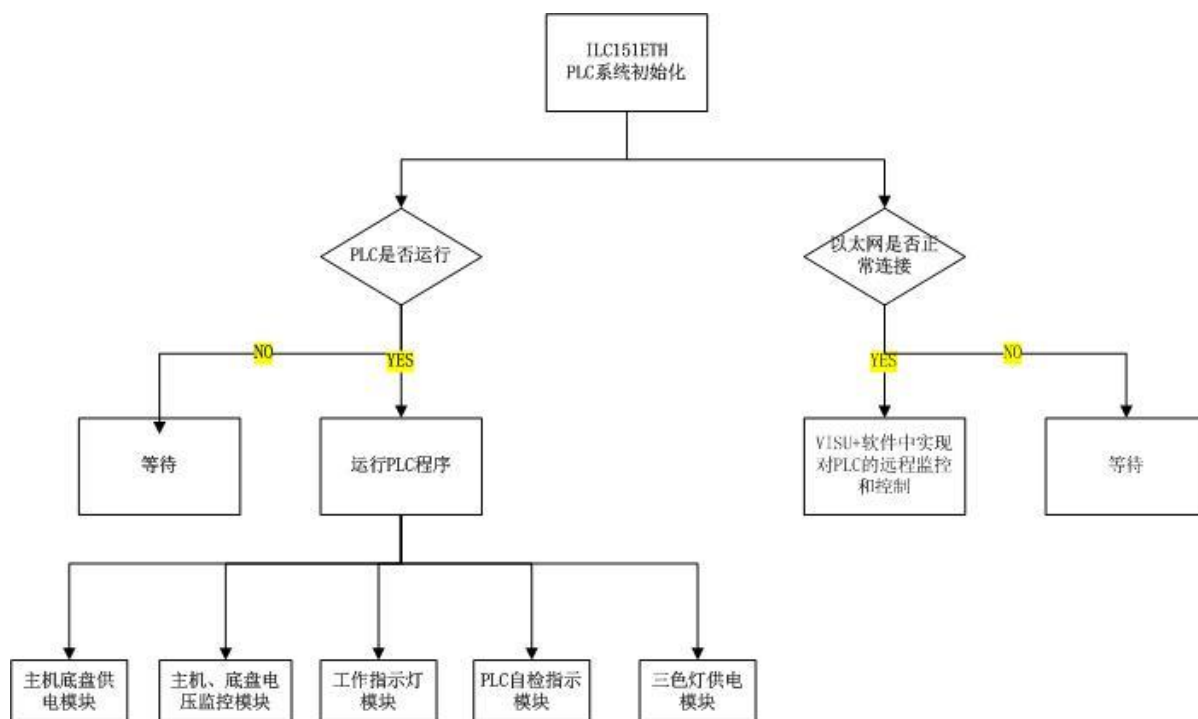 ILC151ETH
PLC系统初始化
PLC是否运行
以太网是否正
常连接
NO
YES
YES
NO
等待
运行PLC程序
VISU+软件中实现
对PLC的远程监控
和控制
等待
主机底盘供
电模块
主机、底盘电
压监控模块
工作指示灯
模块
PLC自检指示
模块
三色灯供电
模块